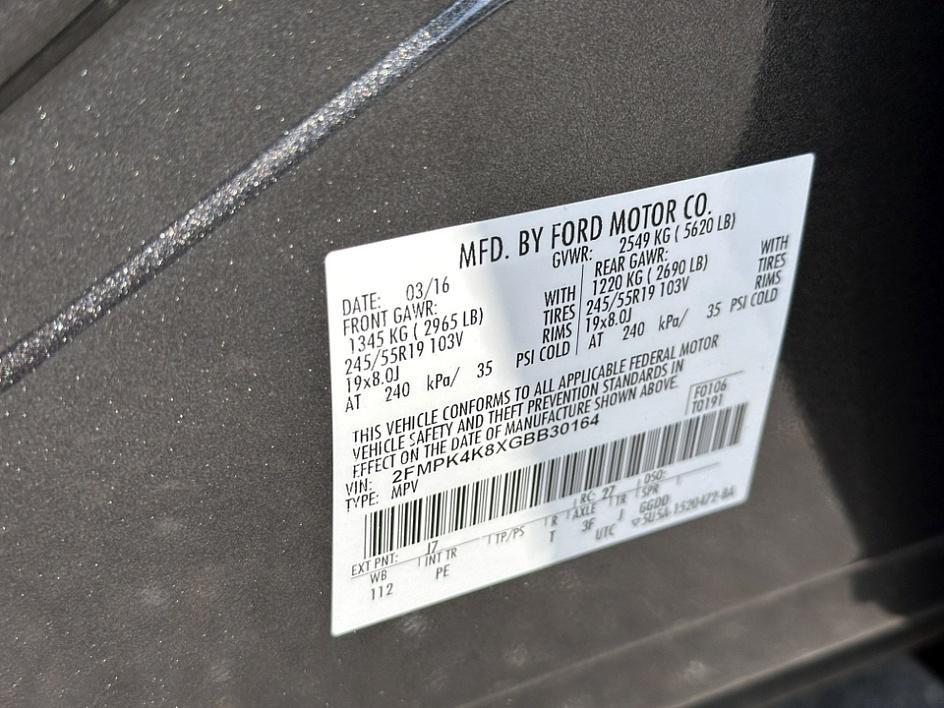 MFD. BY FORD MOTOR CO.
DATE: 03/16 GVWR: 2549 KG ( 5620 LB)
FRONT GAWR: REAR GAWR:
1345 KG ( 2965 LB) WITH 1220 KG ( 2690 LB) WITH
245/55R19 103V TIRES 245/55R19 103V TIRES
19x8.0J RIMS 19x8.0J RIMS
AT 240 kPa/ 35 PSI COLD AT 240 kPa/ 35 PSI COLD
THIS VEHICLE CONFORMS TO ALL APPLICABLE FEDERAL MOTOR
VEHICLE SAFETY AND THEFT PREVENTION STANDARDS IN
EFFECT ON THE DATE OF MANUFACTURE SHOWN ABOVE.
VIN: 2FMPK4K8XGBB30164 F0106
TYPE: MPV T0191
EXT PNT: J7 RC: 27 DSO:
WB INT TR TP/PS R AXLE TR SPR
112 PE T 3F J GGDD
UTC 5U5A-1520472-BA